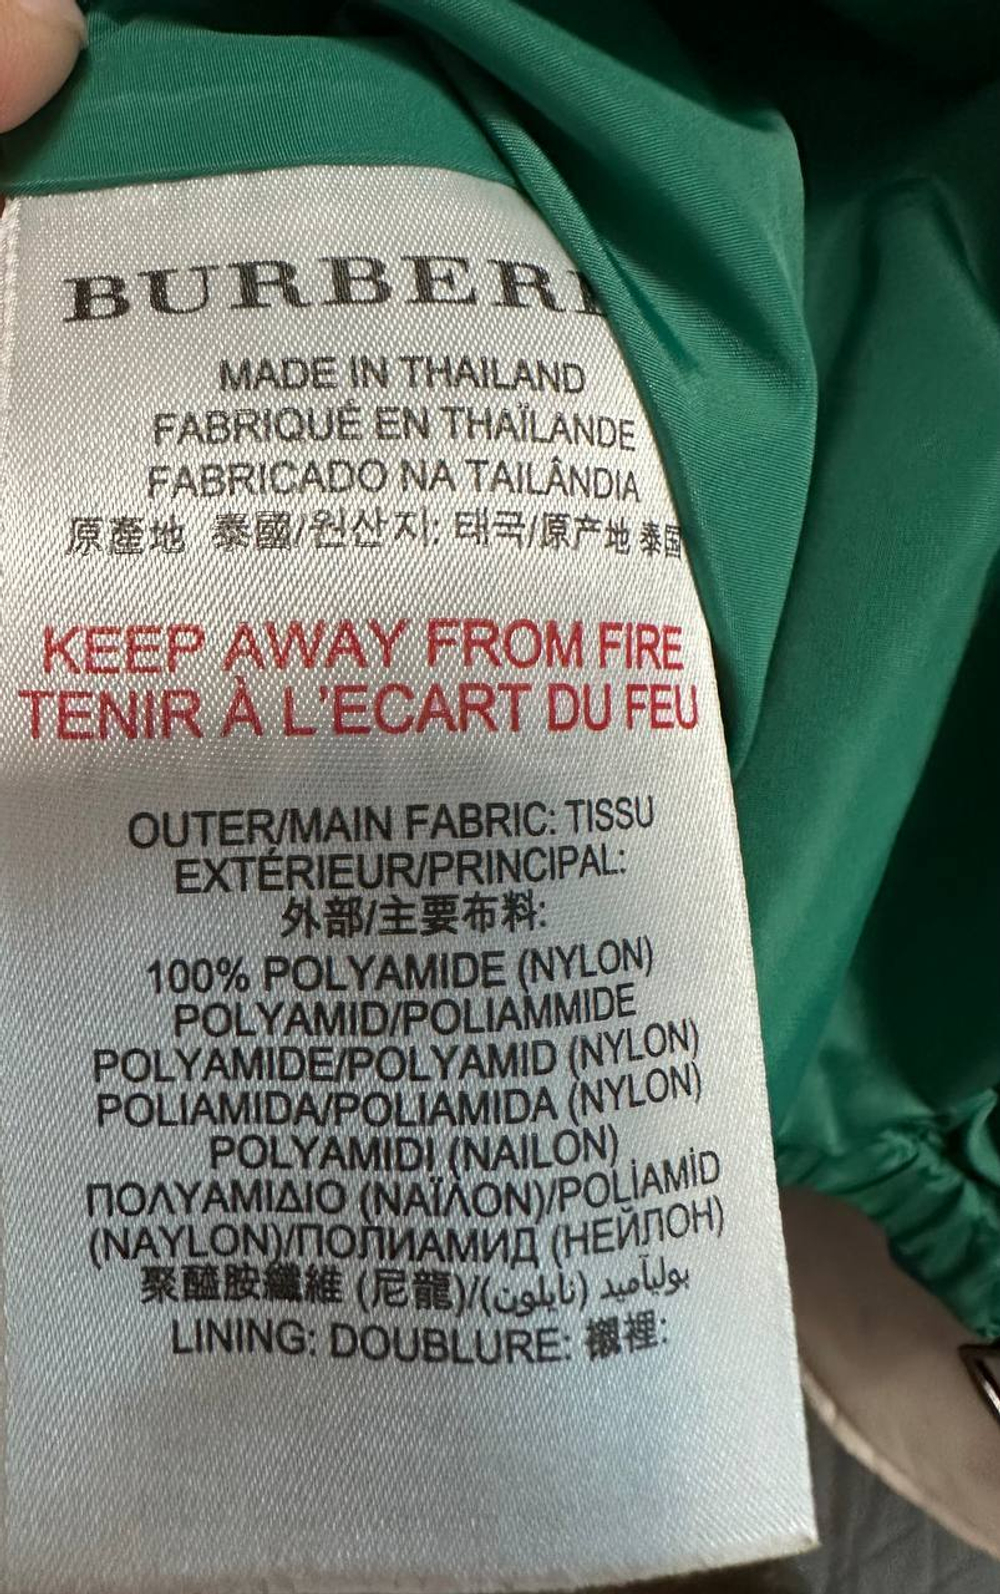 BURBERR
MADE IN THAILAND
FABRIQUÉ EN THAÏLANDE
FABRICADO NA TAILÂNDIA
原產地 泰國/원산지: 태국/原产地 泰国
KEEP AWAY FROM FIRE
TENIR À L'ECART DU FEU
OUTER/MAIN FABRIC: TISSU
EXTÉRIEUR/PRINCIPAL:
外部/主要布料:
100% POLYAMIDE (NYLON)
POLYAMID/POLIAMMIDE
POLYAMIDE/POLYAMID (NYLON)
POLIAMIDA/POLIAMIDA (NYLON)
POLYAMIDI (NAILON)
ΠΟΛΥΑΜΙΔΙΟ (ΝΑΪΛΟΝ)/POLİAMİD
(NAYLON)/ПОЛИАМИД (НЕЙЛОН)
聚醯胺纖維 (尼龍)/بوليآميد (نايلون)
LINING: DOUBLURE: 襯裡: